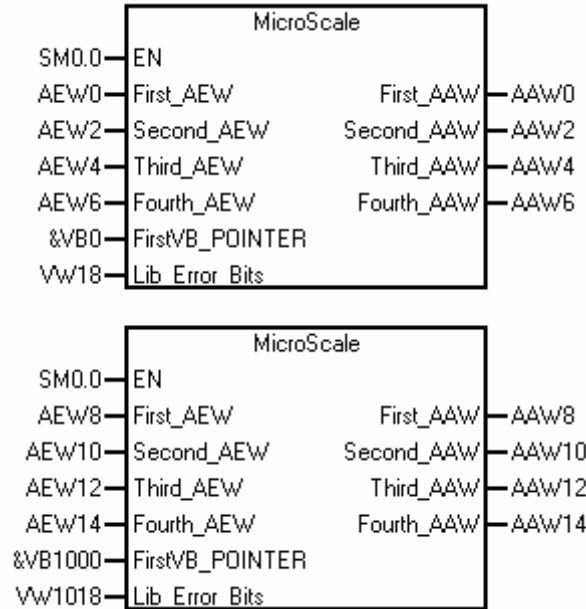 MicroScale
SM0.0 EN
AEW0 First_AEW First_AAW AAW0
AEW2 Second_AEW Second_AAW AAW2
AEW4 Third_AEW Third_AAW AAW4
AEW6 Fourth_AEW Fourth_AAW AAW6
&VB0 FirstVB_POINTER
VW18 Lib_Error_Bits
MicroScale
SM0.0 EN
AEW8 First_AEW First_AAW AAW8
AEW10 Second_AEW Second_AAW AAW10
AEW12 Third_AEW Third_AAW AAW12
AEW14 Fourth_AEW Fourth_AAW AAW14
&VB1000 FirstVB_POINTER
VW1018 Lib_Error_Bits